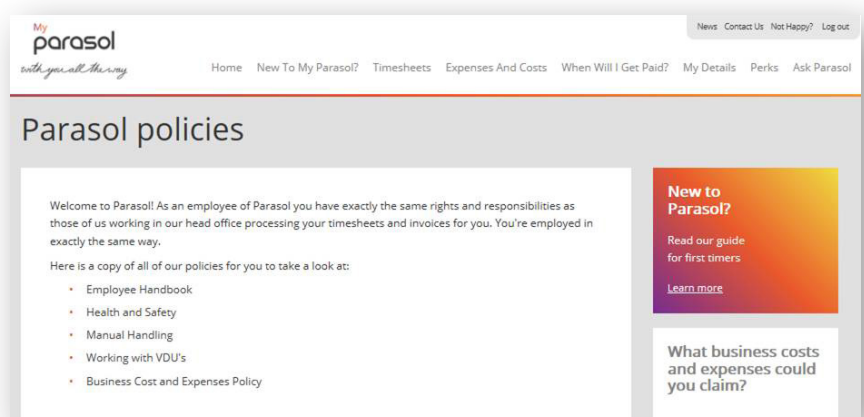 News Contact Us Not Happy? Log out
My
parasol
with you all the way
Home New To My Parasol? Timesheets Expenses And Costs When Will I Get Paid? My Details Perks Ask Parasol
Parasol policies
Welcome to Parasol! As an employee of Parasol you have exactly the same rights and responsibilities as
those of us working in our head office processing your timesheets and invoices for you. You're employed in
exactly the same way.
Here is a copy of all of our policies for you to take a look at:
• Employee Handbook
• Health and Safety
• Manual Handling
• Working with VDU's
• Business Cost and Expenses Policy
New to
Parasol?
Read our guide
for first timers
Learn more
What business costs
and expenses could
you claim?